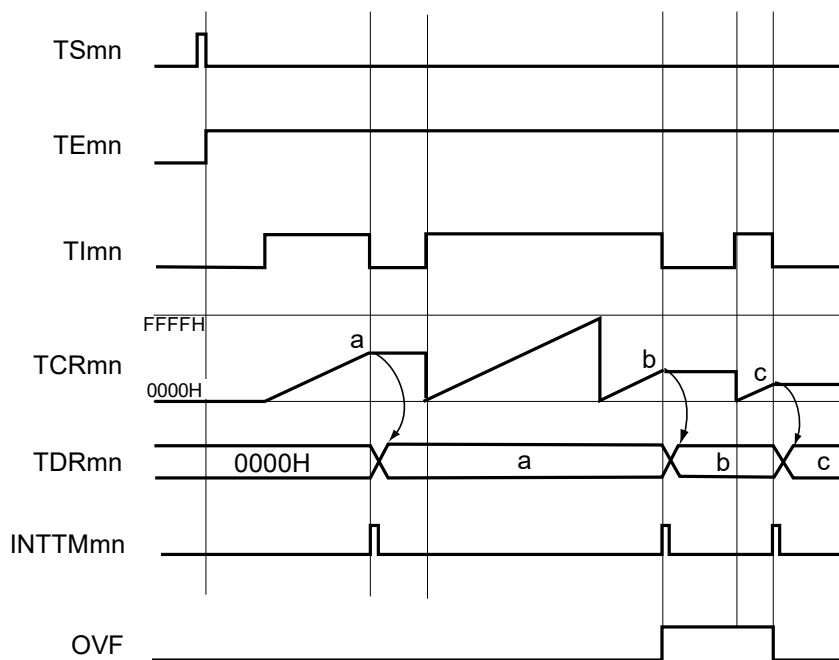 TSmn
TEmn
TImn
FFFFH
a
b
TCRmn
c
0000H
TDRmn
0000H
a
b
c
INTTMmn
OVF